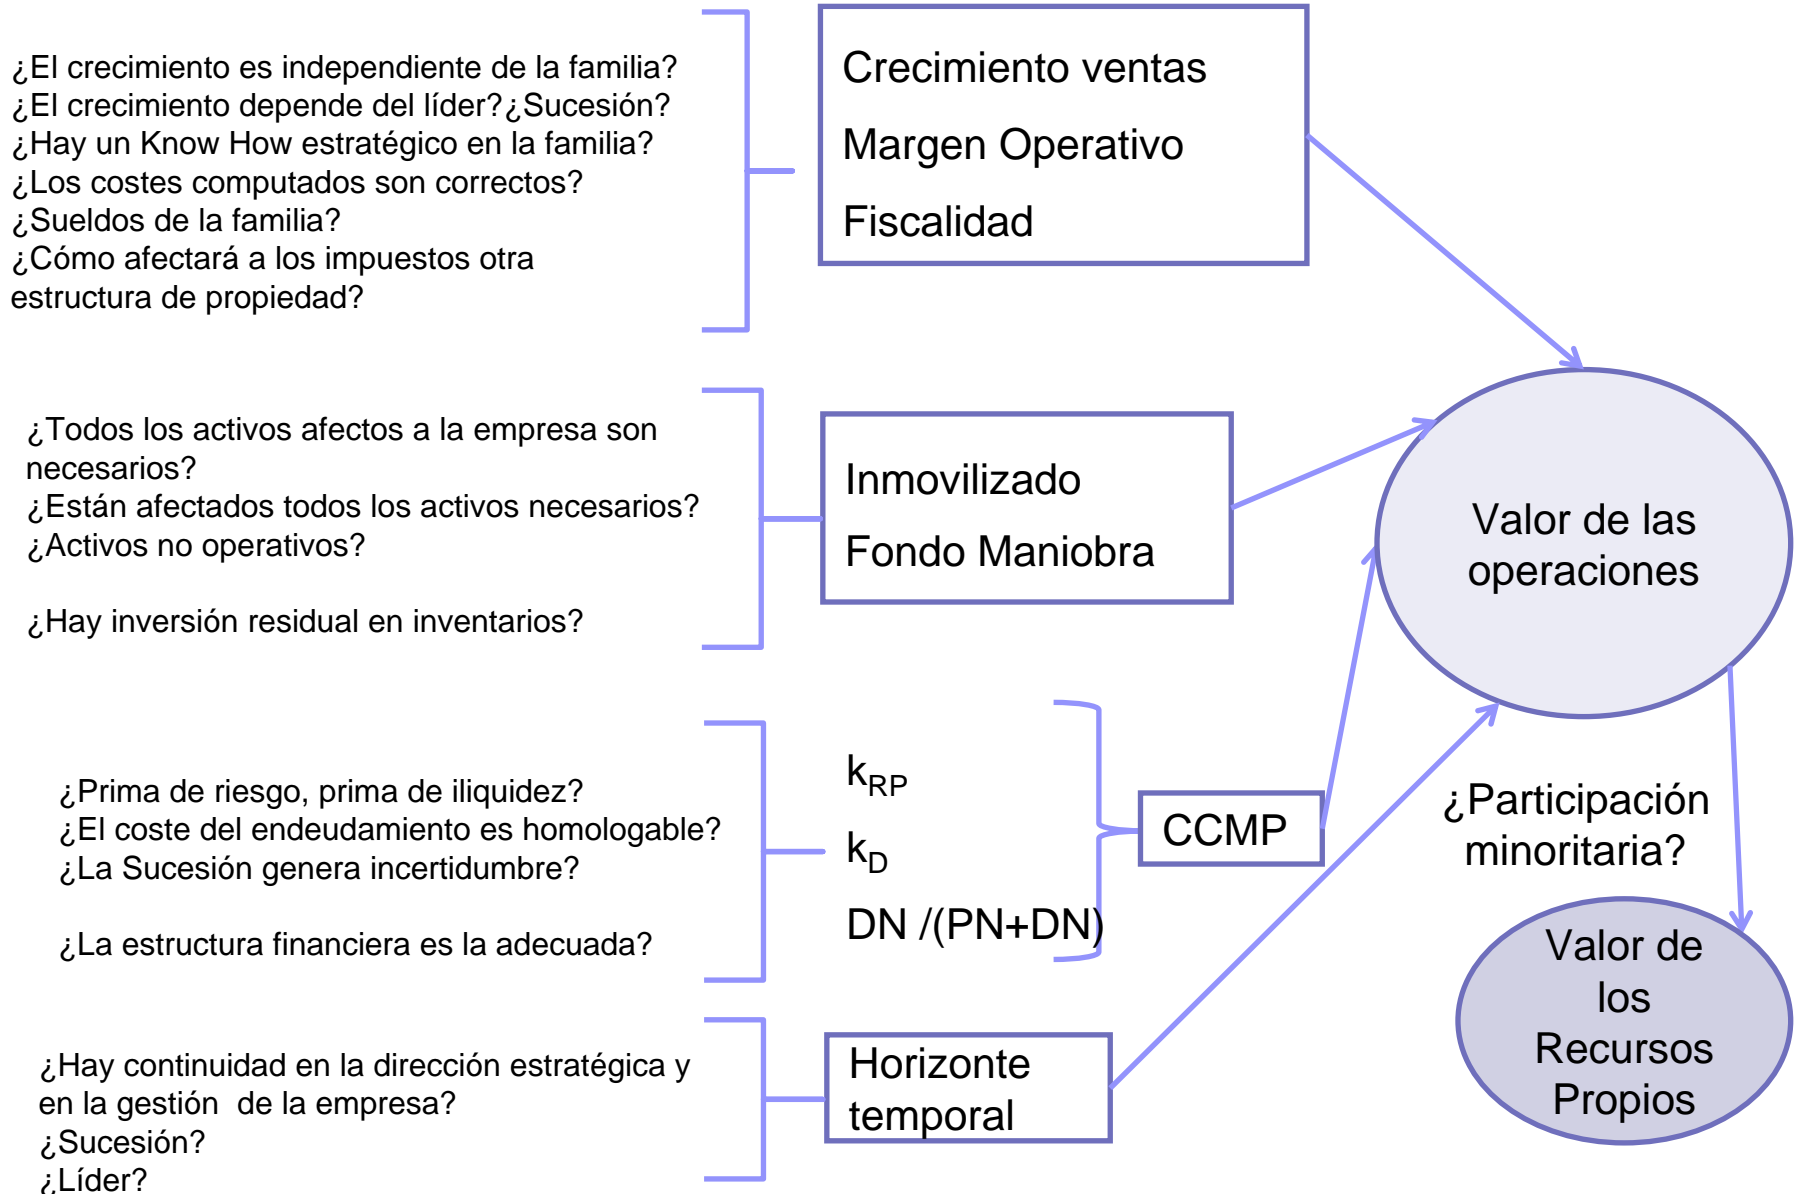 ¿El crecimiento es independiente de la familia?
¿El crecimiento depende del líder?¿Sucesión?
¿Hay un Know How estratégico en la familia?
¿Los costes computados son correctos?
¿Sueldos de la familia?
¿Cómo afectará a los impuestos otra
estructura de propiedad?
Crecimiento ventas
Margen Operativo
Fiscalidad
¿Todos los activos afectos a la empresa son
necesarios?
¿Están afectados todos los activos necesarios?
¿Activos no operativos?
¿Hay inversión residual en inventarios?
Inmovilizado
Fondo Maniobra
Valor de las
operaciones
¿Prima de riesgo, prima de iliquidez?
¿El coste del endeudamiento es homologable?
¿La Sucesión genera incertidumbre?
¿La estructura financiera es la adecuada?
kRP
kD
DN /(PN+DN)
CCMP
¿Participación
minoritaria?
¿Hay continuidad en la dirección estratégica y
en la gestión  de la empresa?
¿Sucesión?
¿Líder?
Horizonte
temporal
Valor de
los
Recursos
Propios